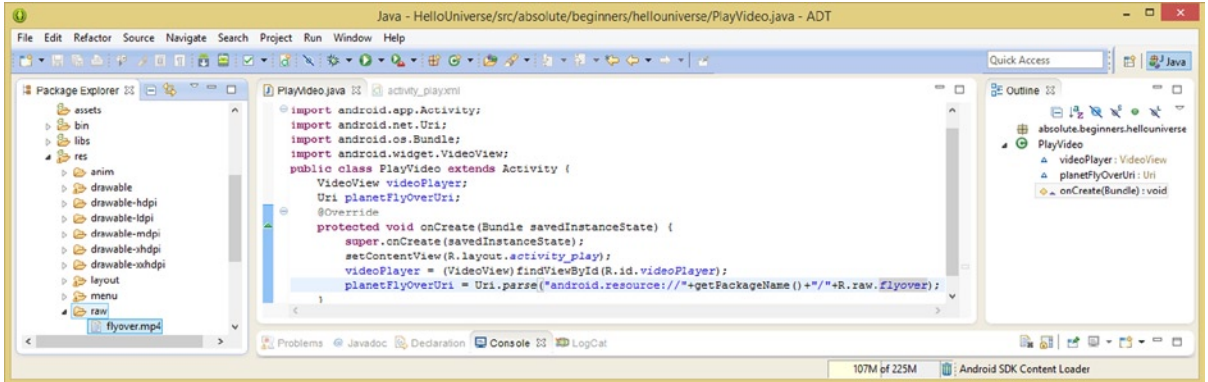 Java - HelloUniverse/src/absolute/beginners/hellouniverse/PlayVideo.java - ADT
File Edit Refactor Source Navigate Search Project Run Window Help
Quick Access
Java
Package Explorer
assets
bin
libs
res
anim
drawable
drawable-hdpi
drawable-ldpi
drawable-mdpi
drawable-xhdpi
drawable-xxhdpi
layout
menu
raw
flyover.mp4
PlayVideo.java activity_play.xml
import android.app.Activity;
import android.net.Uri;
import android.os.Bundle;
import android.widget.VideoView;
public class PlayVideo extends Activity {
VideoView videoPlayer;
Uri planetFlyOverUri;
@Override
protected void onCreate(Bundle savedInstanceState) {
super.onCreate(savedInstanceState);
setContentView(R.layout.activity_play);
videoPlayer = (VideoView)findViewById(R.id.videoPlayer);
planetFlyOverUri = Uri.parse("android.resource://"+getPackageName()+"/"+R.raw.flyover);
}
Outline
absolute.beginners.hellouniverse
PlayVideo
videoPlayer : VideoView
planetFlyOverUri : Uri
onCreate(Bundle) : void
Problems @ Javadoc Declaration Console LogCat
107M of 225M Android SDK Content Loader